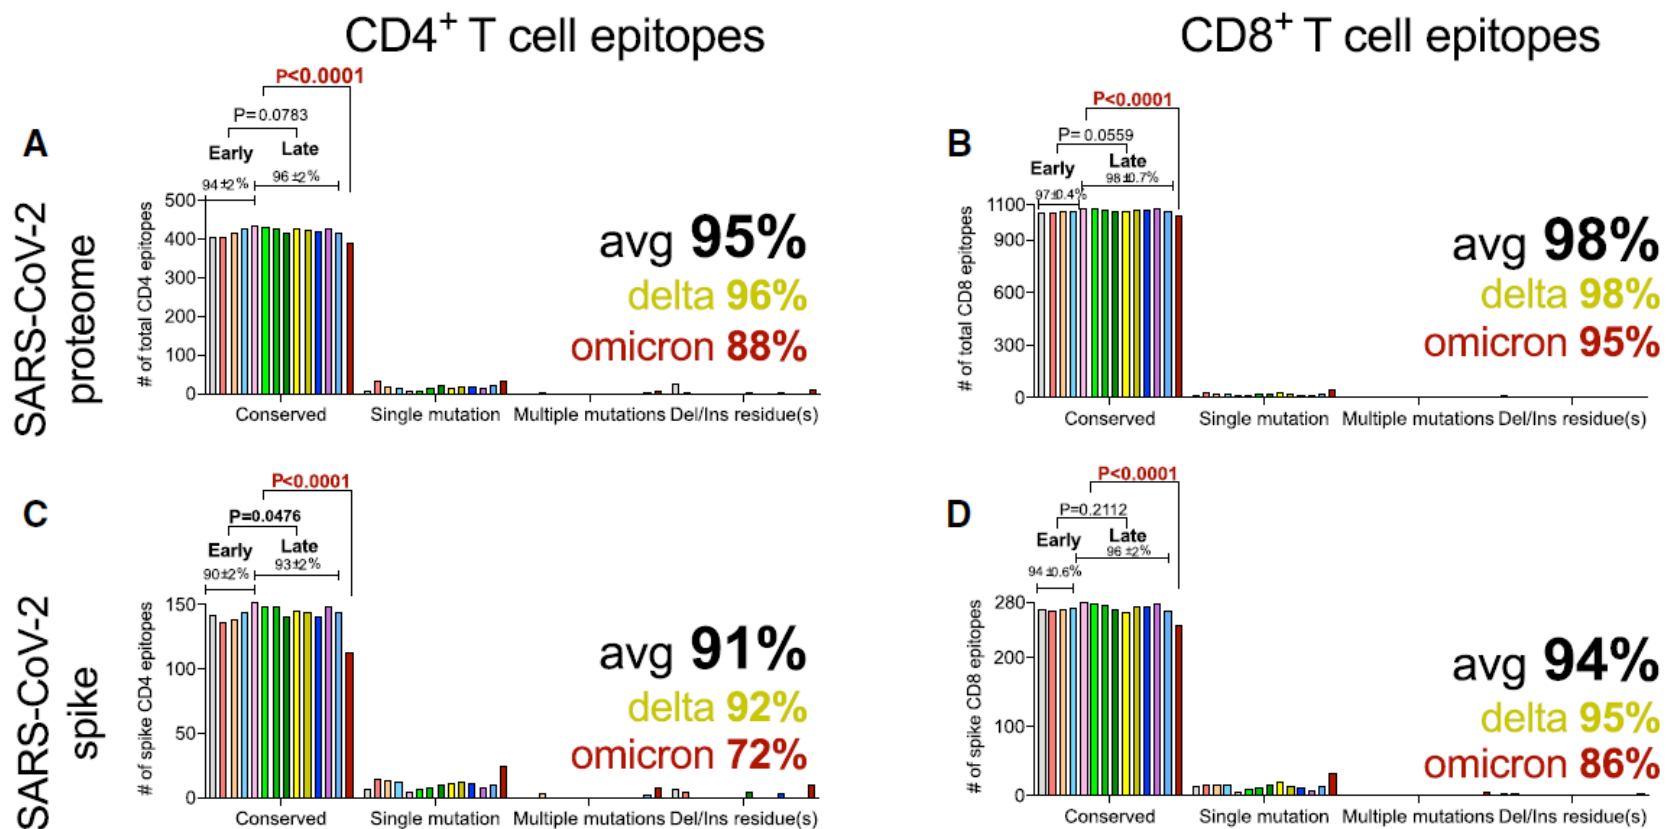 CD4+ T cell epitopes
CD8+ T cell epitopes
SARS-CoV-2
proteome
SARS-CoV-2
spike
A
P<0.0001
P=0.0783
Early
Late
94±2%
96±2%
# of total CD4 epitopes
500
400
300
200
100
0
avg 95%
delta 96%
omicron 88%
Conserved
Single mutation
Multiple mutations
Del/Ins residue(s)
B
P<0.0001
P= 0.0559
Early
Late
97±0.4%
98±0.7%
# of total CD8 epitopes
1100
900
600
300
0
avg 98%
delta 98%
omicron 95%
Conserved
Single mutation
Multiple mutations
Del/Ins residue(s)
C
P<0.0001
P=0.0476
Early
Late
90±2%
93±2%
# of spike CD4 epitopes
150
100
50
0
avg 91%
delta 92%
omicron 72%
Conserved
Single mutation
Multiple mutations
Del/Ins residue(s)
D
P<0.0001
P=0.2112
Early
Late
94 ±0.6%
96 ±2%
# of spike CD8 epitopes
280
200
100
0
avg 94%
delta 95%
omicron 86%
Conserved
Single mutation
Multiple mutations
Del/Ins residue(s)